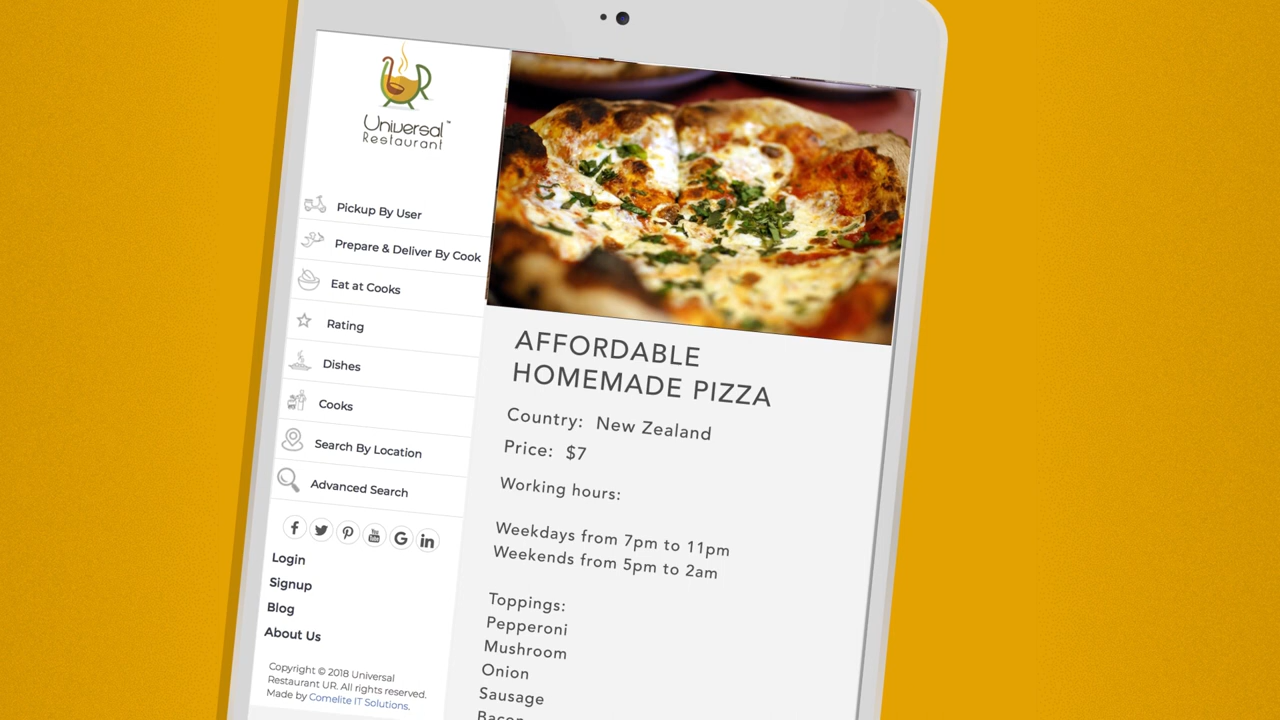 UR
Universal™
Restaurant
Pickup By User
Prepare & Deliver By Cook
Eat at Cooks
Rating
Dishes
Cooks
Search By Location
Advanced Search
Login
Signup
Blog
About Us
Copyright © 2018 Universal
Restaurant UR. All rights reserved.
Made by Comelite IT Solutions.
AFFORDABLE
HOMEMADE PIZZA
Country: New Zealand
Price: $7
Working hours:
Weekdays from 7pm to 11pm
Weekends from 5pm to 2am
Toppings:
Pepperoni
Mushroom
Onion
Sausage
Bacon